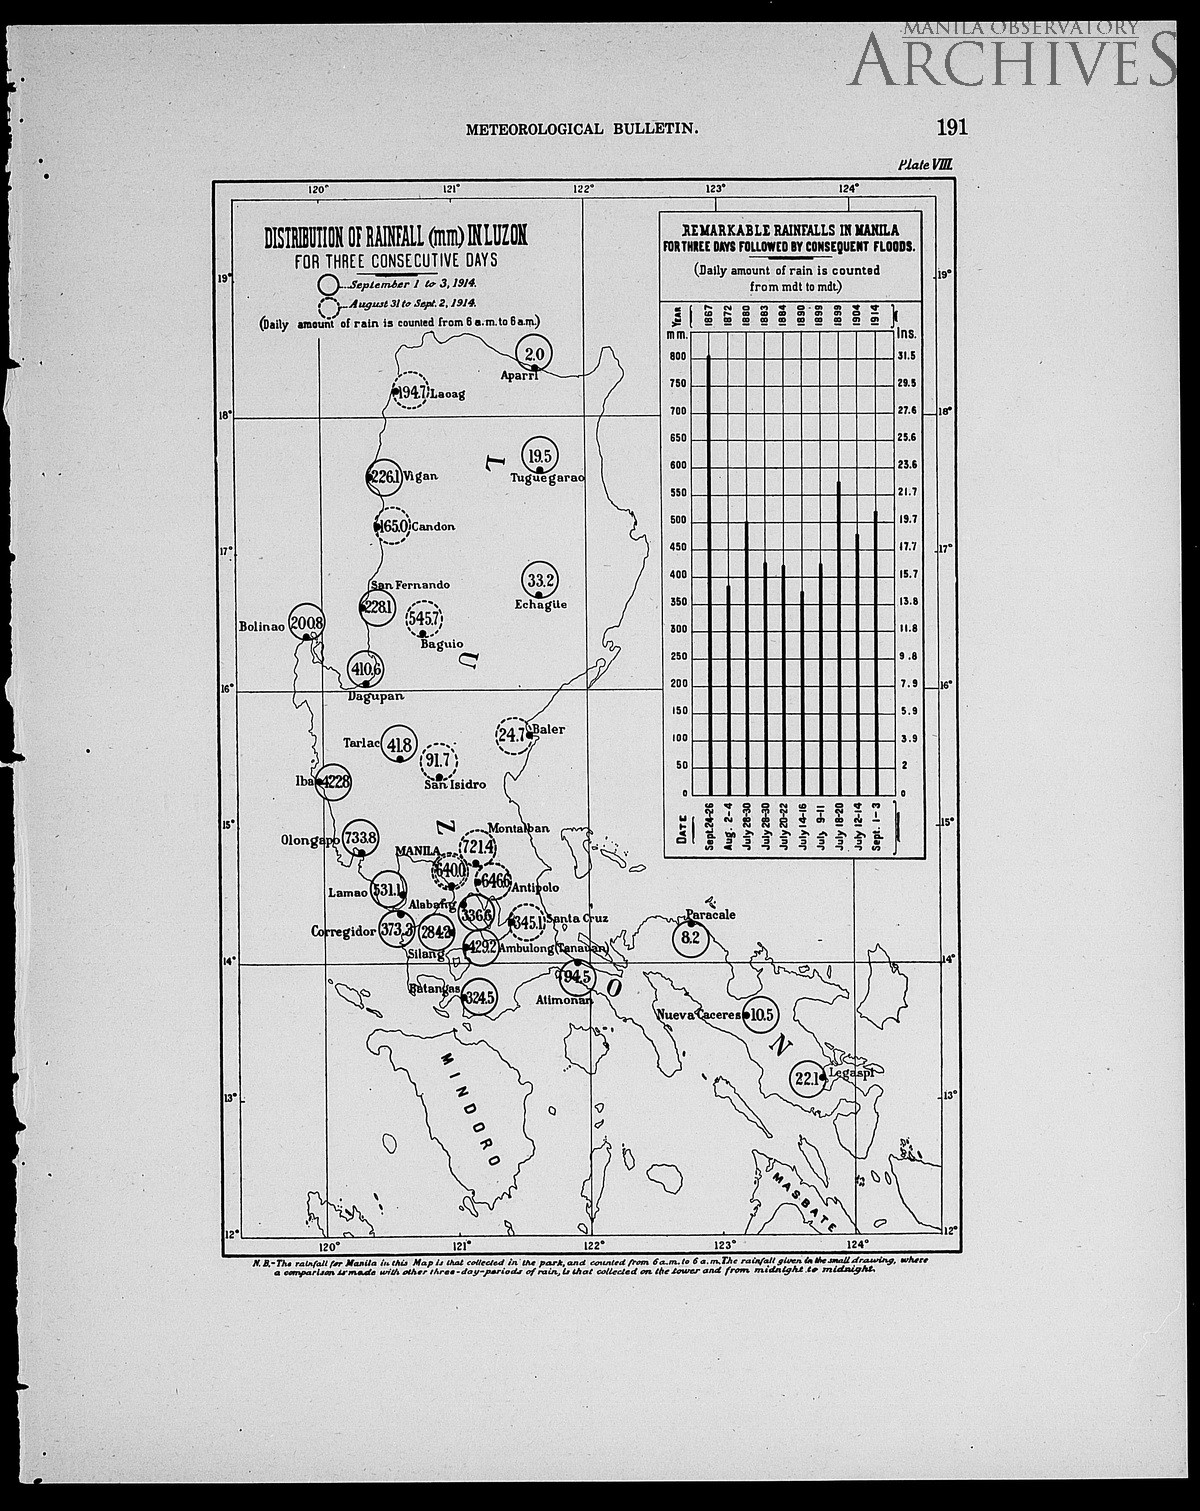 MANILA OBSERVATORY
ARCHIVES
METEOROLOGICAL BULLETIN.
191
Plate VIII.
120° 121° 122° 123° 124°
DISTRIBUTION OF RAINFALL (mm) IN LUZON
FOR THREE CONSECUTIVE DAYS
September 1 to 3, 1914.
August 31 to Sept. 2, 1914.
(Daily amount of rain is counted from 6 a.m. to 6 a.m.)
REMARKABLE RAINFALLS IN MANILA
FOR THREE DAYS FOLLOWED BY CONSEQUENT FLOODS.
(Daily amount of rain is counted
from mdt to mdt.)
YEAR 1867 1872 1880 1883 1884 1890 1899 1899 1904 1914
mm. Ins.
800 31.5
750 29.5
700 27.6
650 25.6
600 23.6
550 21.7
500 19.7
450 17.7
400 15.7
350 13.8
300 11.8
250 9.8
200 7.9
150 5.9
100 3.9
50 2
0 0
DATE Sept.24-26 Aug. 2-4 July 28-30 July 28-30 July 20-22 July 14-16 July 9-11 July 18-20 July 12-14 Sept. 1-3
19° 19°
2.0
Aparri
194.7 Laoag
18° 18°
19.5
Tuguegarao
226.1 Vigan
L
165.0 Candon
17° 17°
San Fernando
228.1
33.2
Echague
Bolinao 200.8
545.7
Baguio
U
410.6
Dagupan
16° 16°
Tarlac 41.8
24.7 Baler
91.7
San Isidro
Iba 422.8
15° 15°
Z
Olongapo 733.8
Montalban
721.4
MANILA
640.0
646.6 Antipolo
Lamao 531.1
Alabang
336.6
345.1 Santa Cruz
Corregidor 373.3
284.2
Silang
429.2 Ambulong (Tanauan)
Paracale
8.2
14° 14°
94.5
Atimonan
O
Batangas 324.5
Nueva Caceres 10.5
N
22.1 Legaspi
MINDORO
13° 13°
MASBATE
12° 12°
120° 121° 122° 123° 124°
N.B.-The rainfall for Manila in this Map is that collected in the park, and counted from 6 a.m. to 6 a.m. The rainfall given in the small drawing, where
a comparison is made with other three-day-periods of rain, is that collected on the tower and from midnight to midnight.